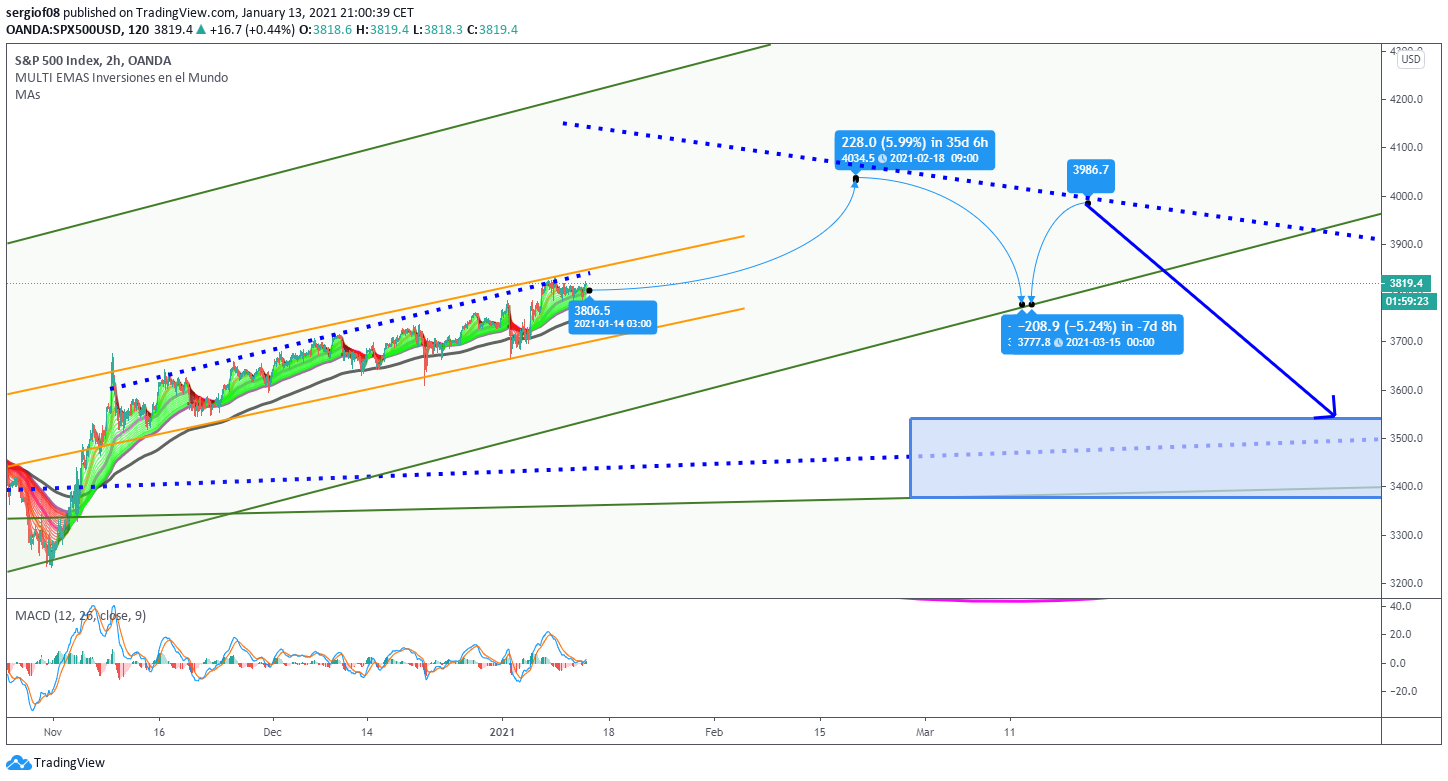 sergiof08 published on TradingView.com, January 13, 2021 21:00:39 CET
OANDA:SPX500USD, 120 3819.4 ▲ +16.7 (+0.44%) O:3818.6 H:3819.4 L:3818.3 C:3819.4
S&P 500 Index, 2h, OANDA
MULTI EMAS Inversiones en el Mundo
MAs
USD
4200.0
4100.0
4000.0
3900.0
3819.4
01:59:23
3700.0
3600.0
3500.0
3400.0
3300.0
3200.0
228.0 (5.99%) in 35d 6h
4034.5 2021-02-18 09:00
3986.7
3806.5
2021-01-14 03:00
−208.9 (−5.24%) in -7d 8h
3777.8 2021-03-15 00:00
MACD (12, 26, close, 9)
40.0
20.0
0.0
−20.0
Nov 16 Dec 14 2021 18 Feb 15 Mar 11
TradingView